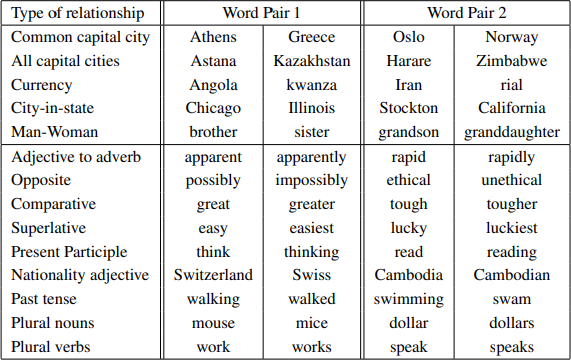 Type of relationship Word Pair 1 Word Pair 2
Common capital city Athens Greece Oslo Norway
All capital cities Astana Kazakhstan Harare Zimbabwe
Currency Angola kwanza Iran rial
City-in-state Chicago Illinois Stockton California
Man-Woman brother sister grandson granddaughter
Adjective to adverb apparent apparently rapid rapidly
Opposite possibly impossibly ethical unethical
Comparative great greater tough tougher
Superlative easy easiest lucky luckiest
Present Participle think thinking read reading
Nationality adjective Switzerland Swiss Cambodia Cambodian
Past tense walking walked swimming swam
Plural nouns mouse mice dollar dollars
Plural verbs work works speak speaks